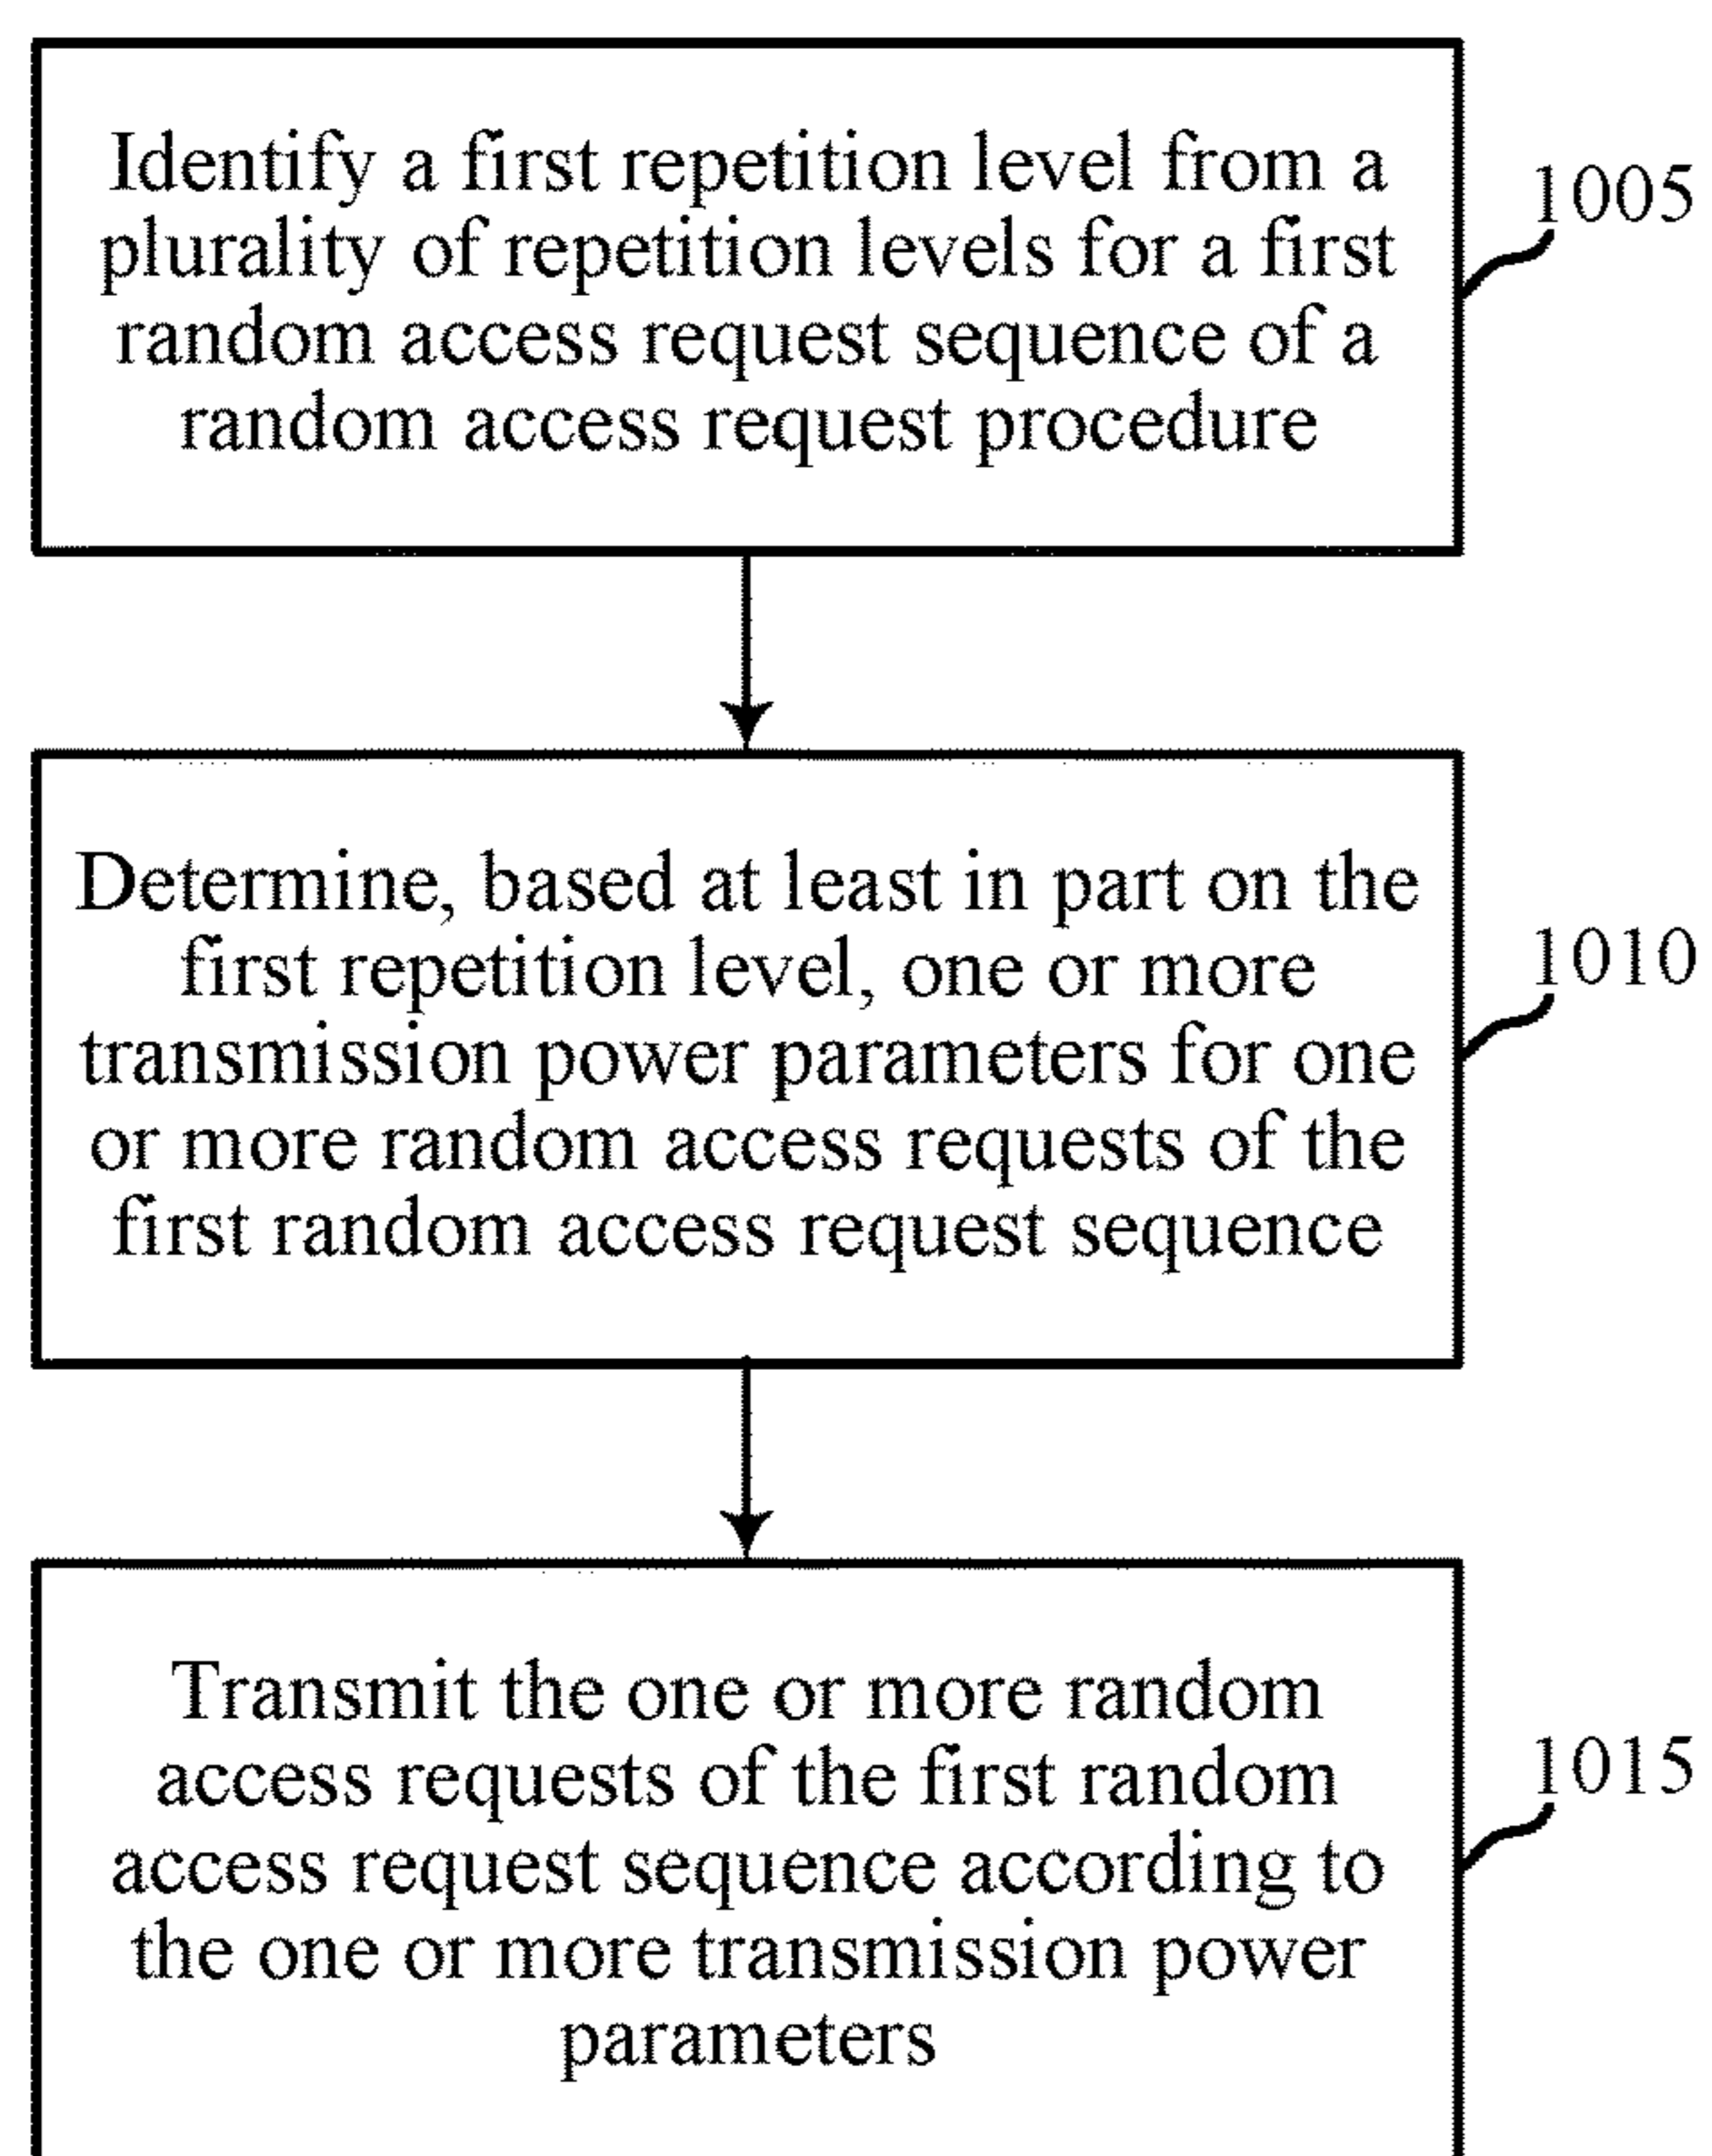 Identify a first repetition level from a
plurality of repetition levels for a first
random access request sequence of a
random access request procedure
1005
Determine, based at least in part on the
first repetition level, one or more
transmission power parameters for one
or more random access requests of the
first random access request sequence
1010
Transmit the one or more random
access requests of the first random
access request sequence according to
the one or more transmission power
parameters
1015